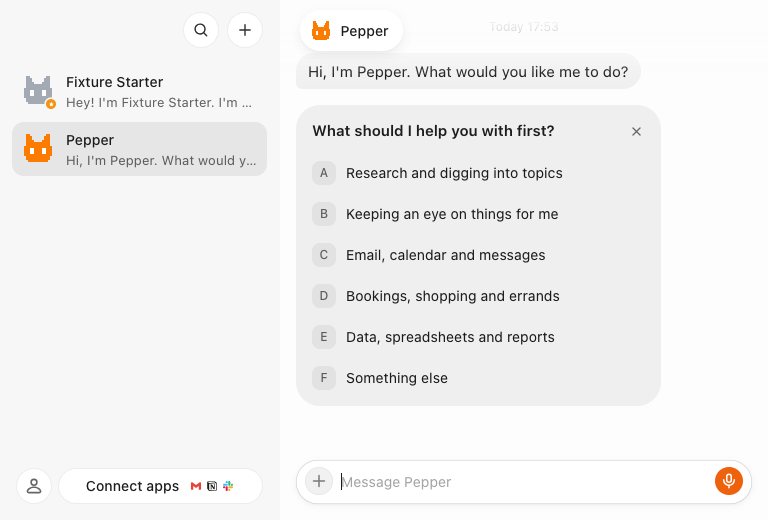 Fixture Starter
Hey! I'm Fixture Starter. I'm ...
Pepper
Hi, I'm Pepper. What would y...
Connect apps
Pepper
Today 17:53
Hi, I'm Pepper. What would you like me to do?
What should I help you with first?
A Research and digging into topics
B Keeping an eye on things for me
C Email, calendar and messages
D Bookings, shopping and errands
E Data, spreadsheets and reports
F Something else
Message Pepper